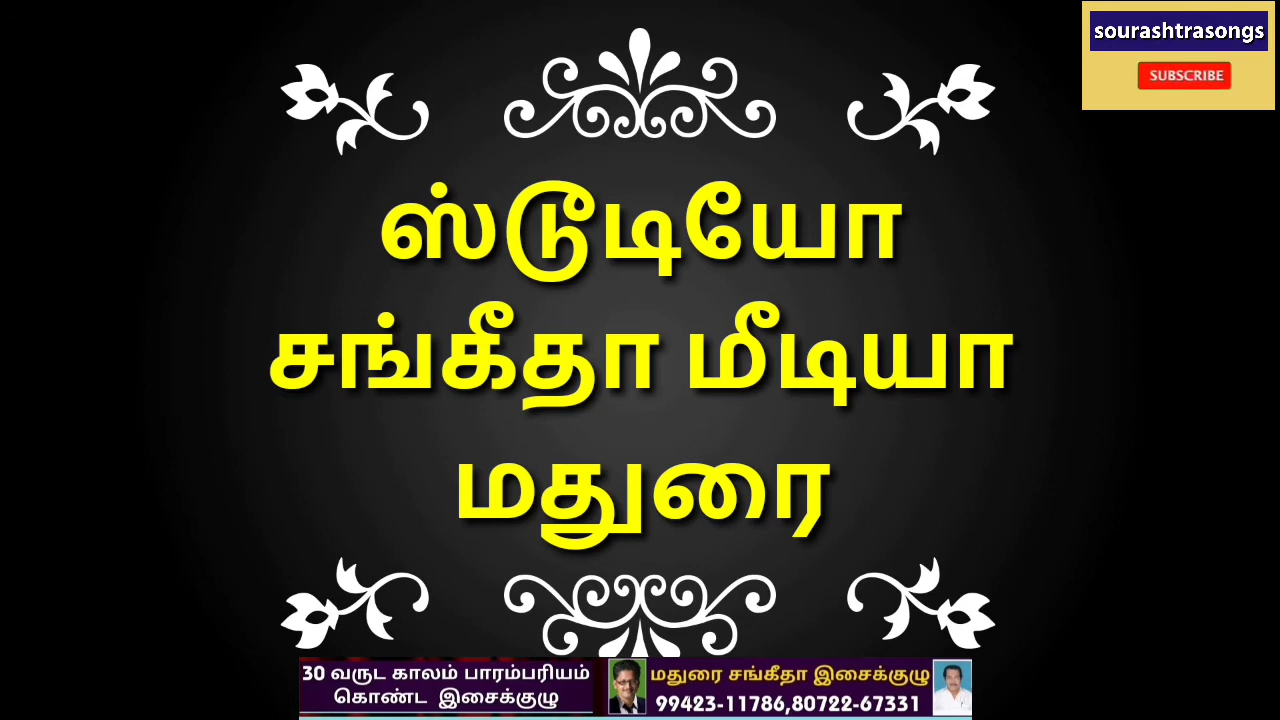 sourashtrasongs
SUBSCRIBE
ஸ்டூடியோ
சங்கீதா மீடியா
மதுரை
30 வருட காலம் பாரம்பரியம்
கொண்ட இசைக்குழு
மதுரை சங்கீதா இசைக்குழு
99423-11786,80722-67331